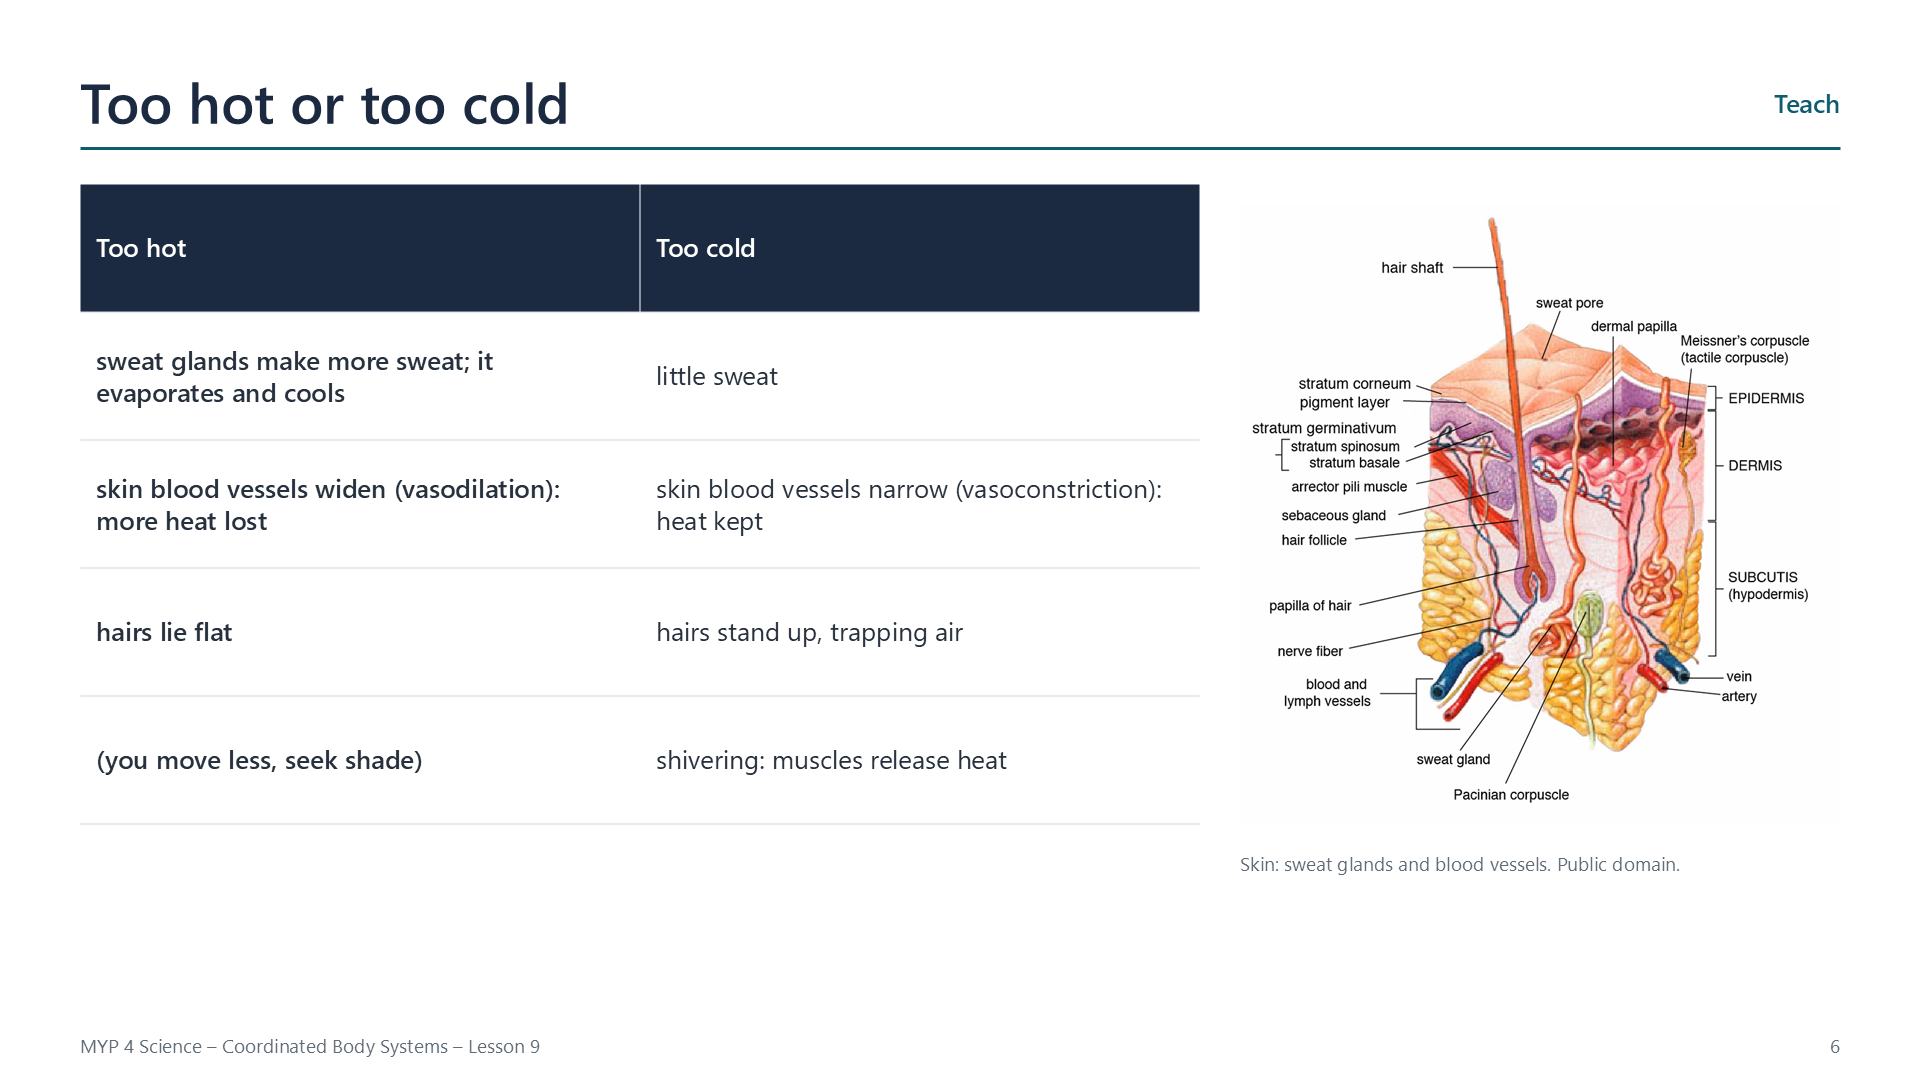 Too hot or too cold
Teach
Too hot
Too cold
sweat glands make more sweat; it
evaporates and cools
little sweat
skin blood vessels widen (vasodilation):
more heat lost
skin blood vessels narrow (vasoconstriction):
heat kept
hairs lie flat
hairs stand up, trapping air
(you move less, seek shade)
shivering: muscles release heat
hair shaft
sweat pore
dermal papilla
Meissner's corpuscle
(tactile corpuscle)
stratum corneum
pigment layer
stratum germinativum
stratum spinosum
stratum basale
arrector pili muscle
sebaceous gland
hair follicle
papilla of hair
nerve fiber
blood and
lymph vessels
sweat gland
Pacinian corpuscle
EPIDERMIS
DERMIS
SUBCUTIS
(hypodermis)
vein
artery
Skin: sweat glands and blood vessels. Public domain.
MYP 4 Science – Coordinated Body Systems – Lesson 9
6